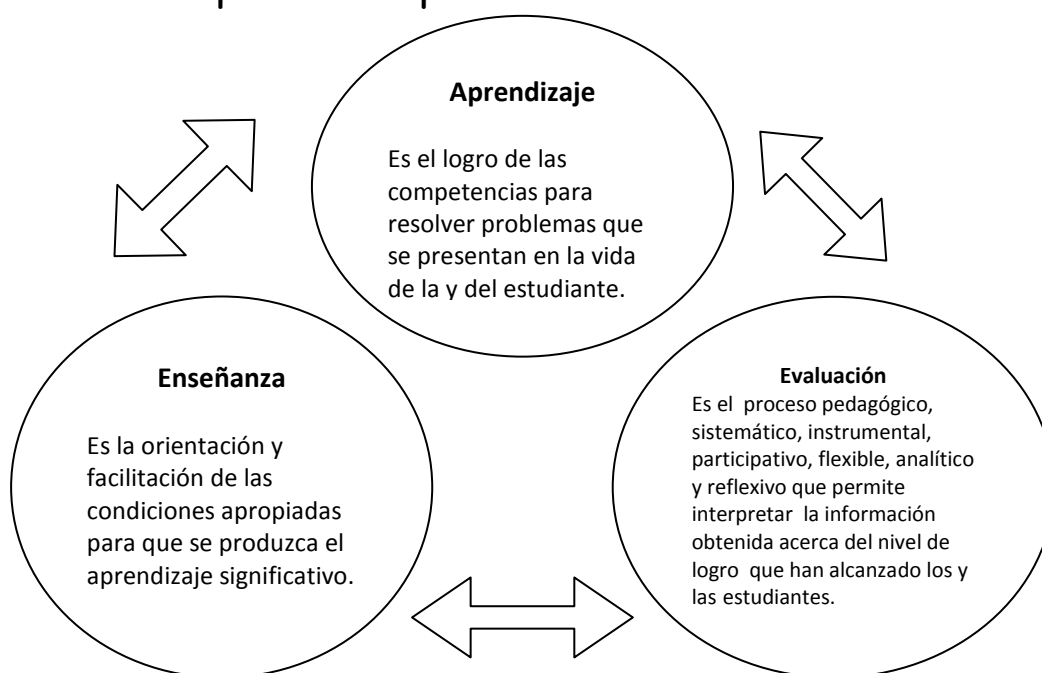 Aprendizaje
Es el logro de las
competencias para
resolver problemas que
se presentan en la vida
de la y del estudiante.
Enseñanza
Es la orientación y
facilitación de las
condiciones apropiadas
para que se produzca el
aprendizaje significativo.
Evaluación
Es el proceso pedagógico,
sistemático, instrumental,
participativo, flexible, analítico
y reflexivo que permite
interpretar la información
obtenida acerca del nivel de
logro que han alcanzado los y
las estudiantes.